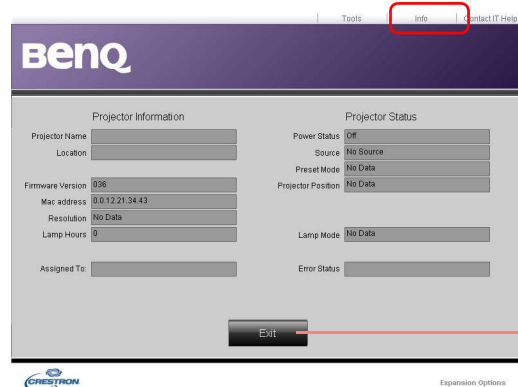 Tools Info Contact IT Help
BenQ
Projector Information
Projector Name
Location
Firmware Version 036
Mac address 0.0.12.21.34.43
Resolution No Data
Lamp Hours 0
Assigned To:
Projector Status
Power Status Off
Source No Source
Preset Mode No Data
Projector Position No Data
Lamp Mode No Data
Error Status
Exit
CRESTRON
Expansion Options